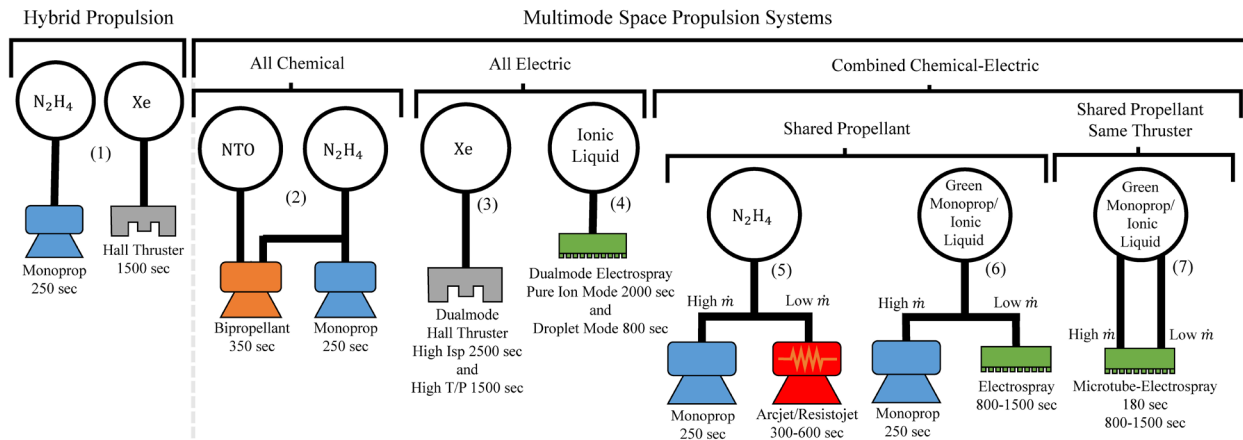 Hybrid Propulsion
Multimode Space Propulsion Systems
All Chemical
All Electric
Combined Chemical-Electric
Shared Propellant
Shared Propellant
Same Thruster
N₂H₄
Xe
(1)
Monoprop
250 sec
Hall Thruster
1500 sec
NTO
N₂H₄
(2)
Bipropellant
350 sec
Monoprop
250 sec
Xe
(3)
Dualmode
Hall Thruster
High Isp 2500 sec
and
High T/P 1500 sec
Ionic
Liquid
(4)
Dualmode Electrospray
Pure Ion Mode 2000 sec
and
Droplet Mode 800 sec
N₂H₄
(5)
High ṁ
Low ṁ
Monoprop
250 sec
Arcjet/Resistojet
300-600 sec
Green
Monoprop/
Ionic
Liquid
(6)
High ṁ
Low ṁ
Monoprop
250 sec
Electrospray
800-1500 sec
Green
Monoprop/
Ionic
Liquid
(7)
High ṁ
Low ṁ
Microtube-Electrospray
180 sec
800-1500 sec